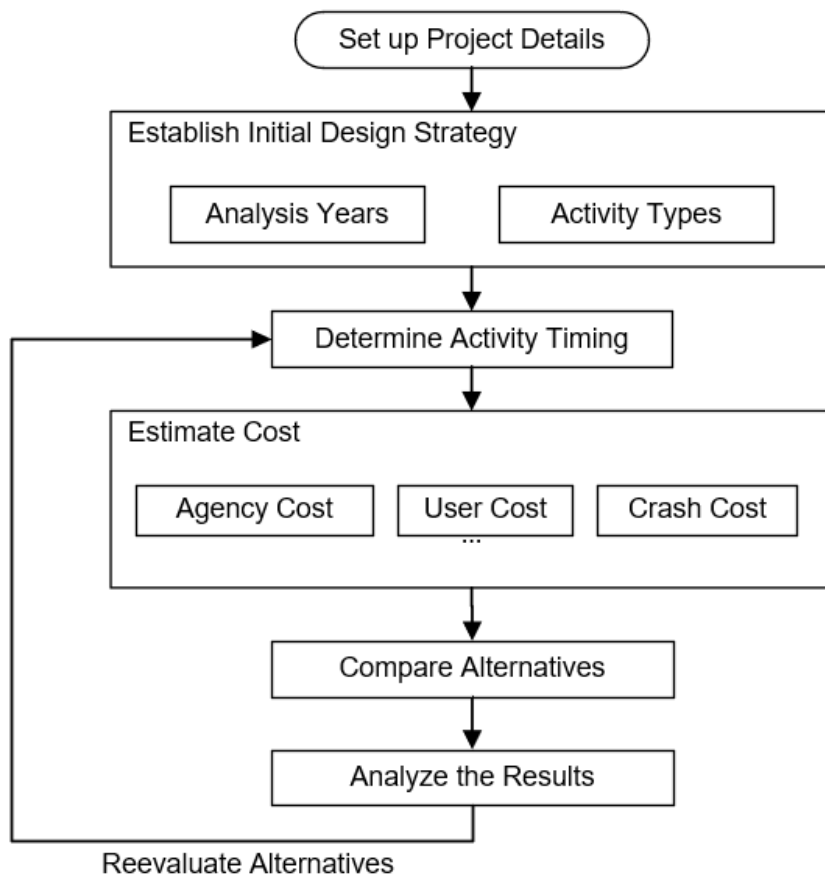 Set up Project Details
Establish Initial Design Strategy
Analysis Years
Activity Types
Determine Activity Timing
Estimate Cost
Agency Cost
User Cost
Crash Cost
...
Compare Alternatives
Analyze the Results
Reevaluate Alternatives